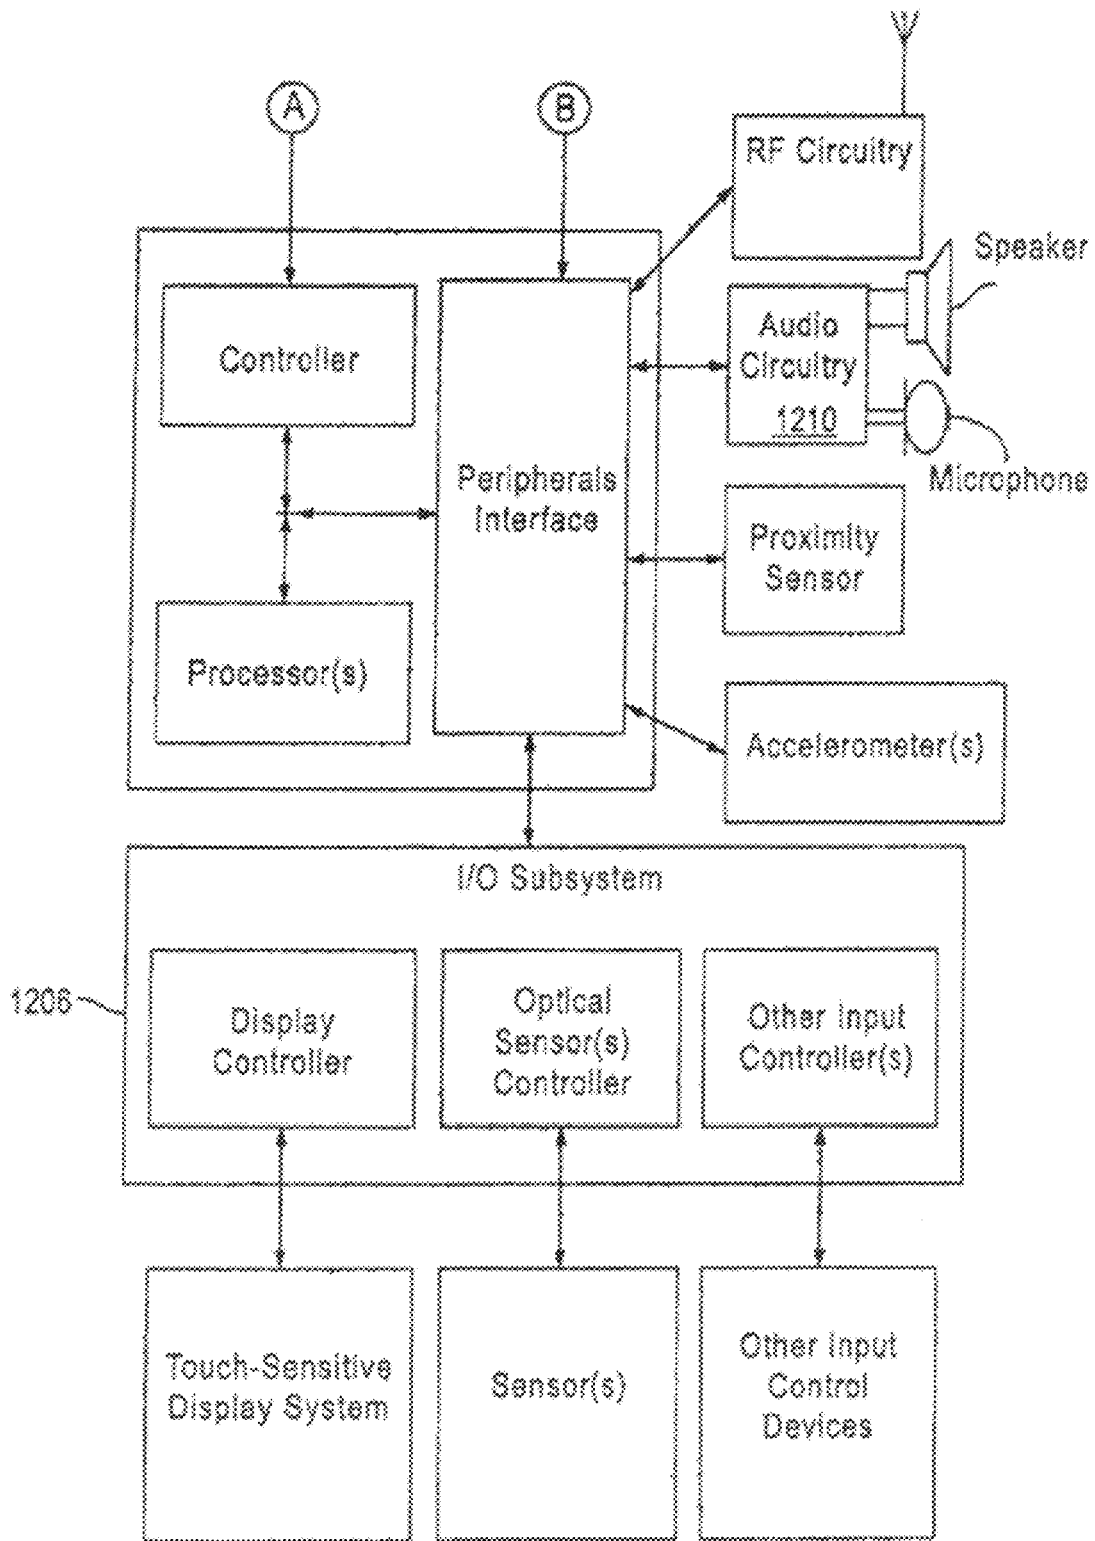 A
B
RF Circuitry
Speaker
Controller
Audio
Circuitry
1210
Microphone
Peripherals
Interface
Proximity
Sensor
Processor(s)
Accelerometer(s)
I/O Subsystem
1206
Display
Controller
Optical
Sensor(s)
Controller
Other Input
Controller(s)
Touch-Sensitive
Display System
Sensor(s)
Other Input
Control
Devices